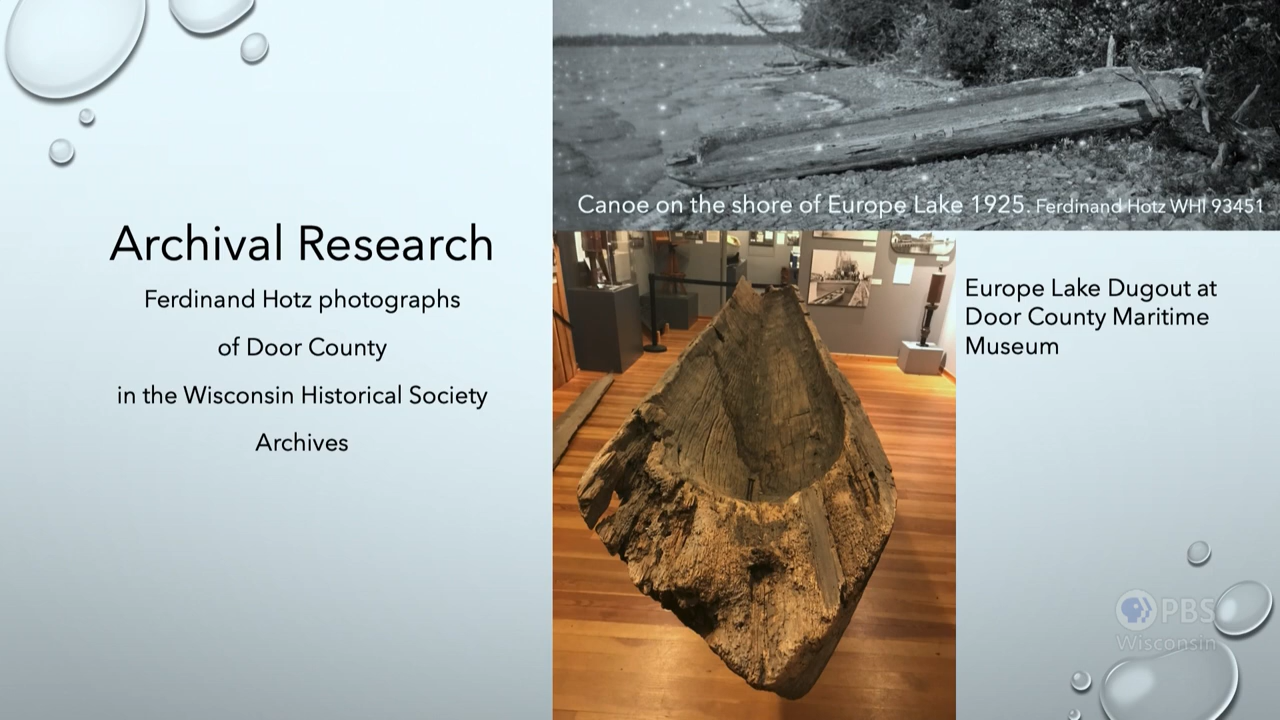 Archival Research
Ferdinand Hotz photographs
of Door County
in the Wisconsin Historical Society
Archives
Canoe on the shore of Europe Lake 1925. Ferdinand Hotz WHI 93451
Europe Lake Dugout at
Door County Maritime
Museum
PBS
Wisconsin